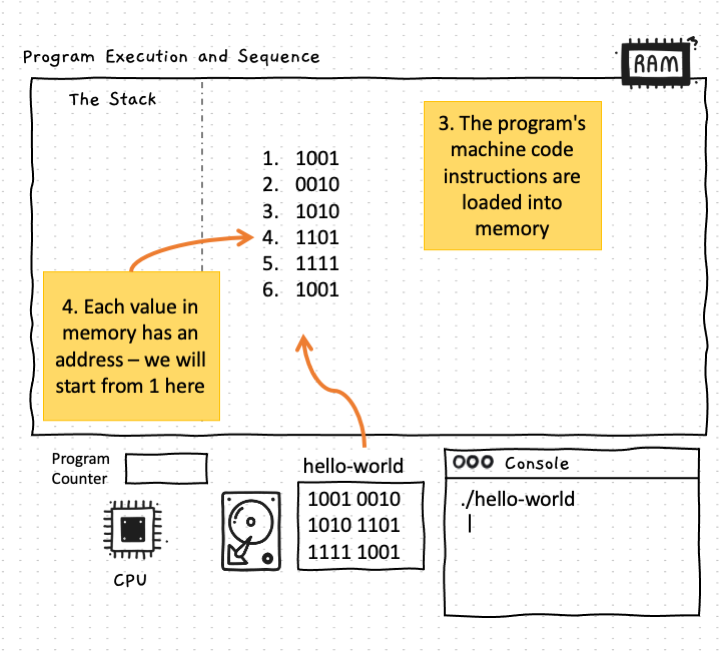 Program Execution and Sequence
RAM
The Stack
3. The program's
machine code
instructions are
loaded into
memory
1. 1001
2. 0010
3. 1010
4. 1101
5. 1111
6. 1001
4. Each value in
memory has an
address – we will
start from 1 here
Program
Counter
CPU
hello-world
1001 0010
1010 1101
1111 1001
Console
./hello-world